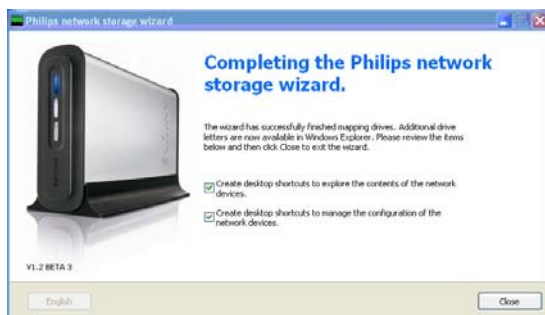 Philips network storage wizard
Completing the Philips network
storage wizard.
The wizard has successfully finished mapping drives. Additional drive
letters are now available in Windows Explorer. Please review the items
below and then click Close to exit the wizard.
Create desktop shortcuts to explore the contents of the network
devices.
Create desktop shortcuts to manage the configuration of the
network devices.
V1.2 BETA 3
English
Close